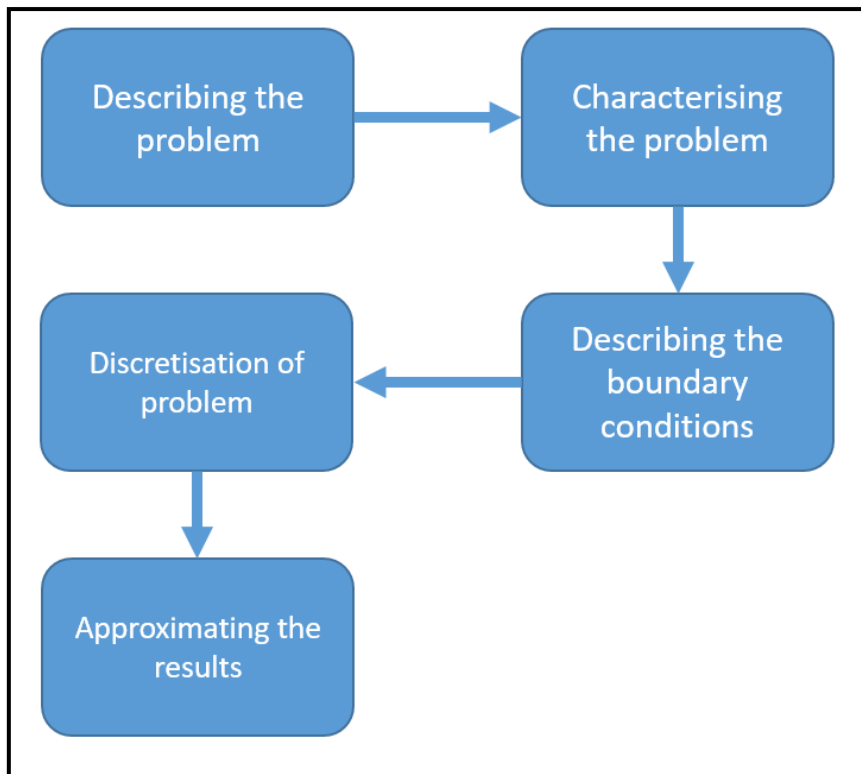 Describing the
problem
Characterising
the problem
Describing the
boundary
conditions
Discretisation of
problem
Approximating the
results